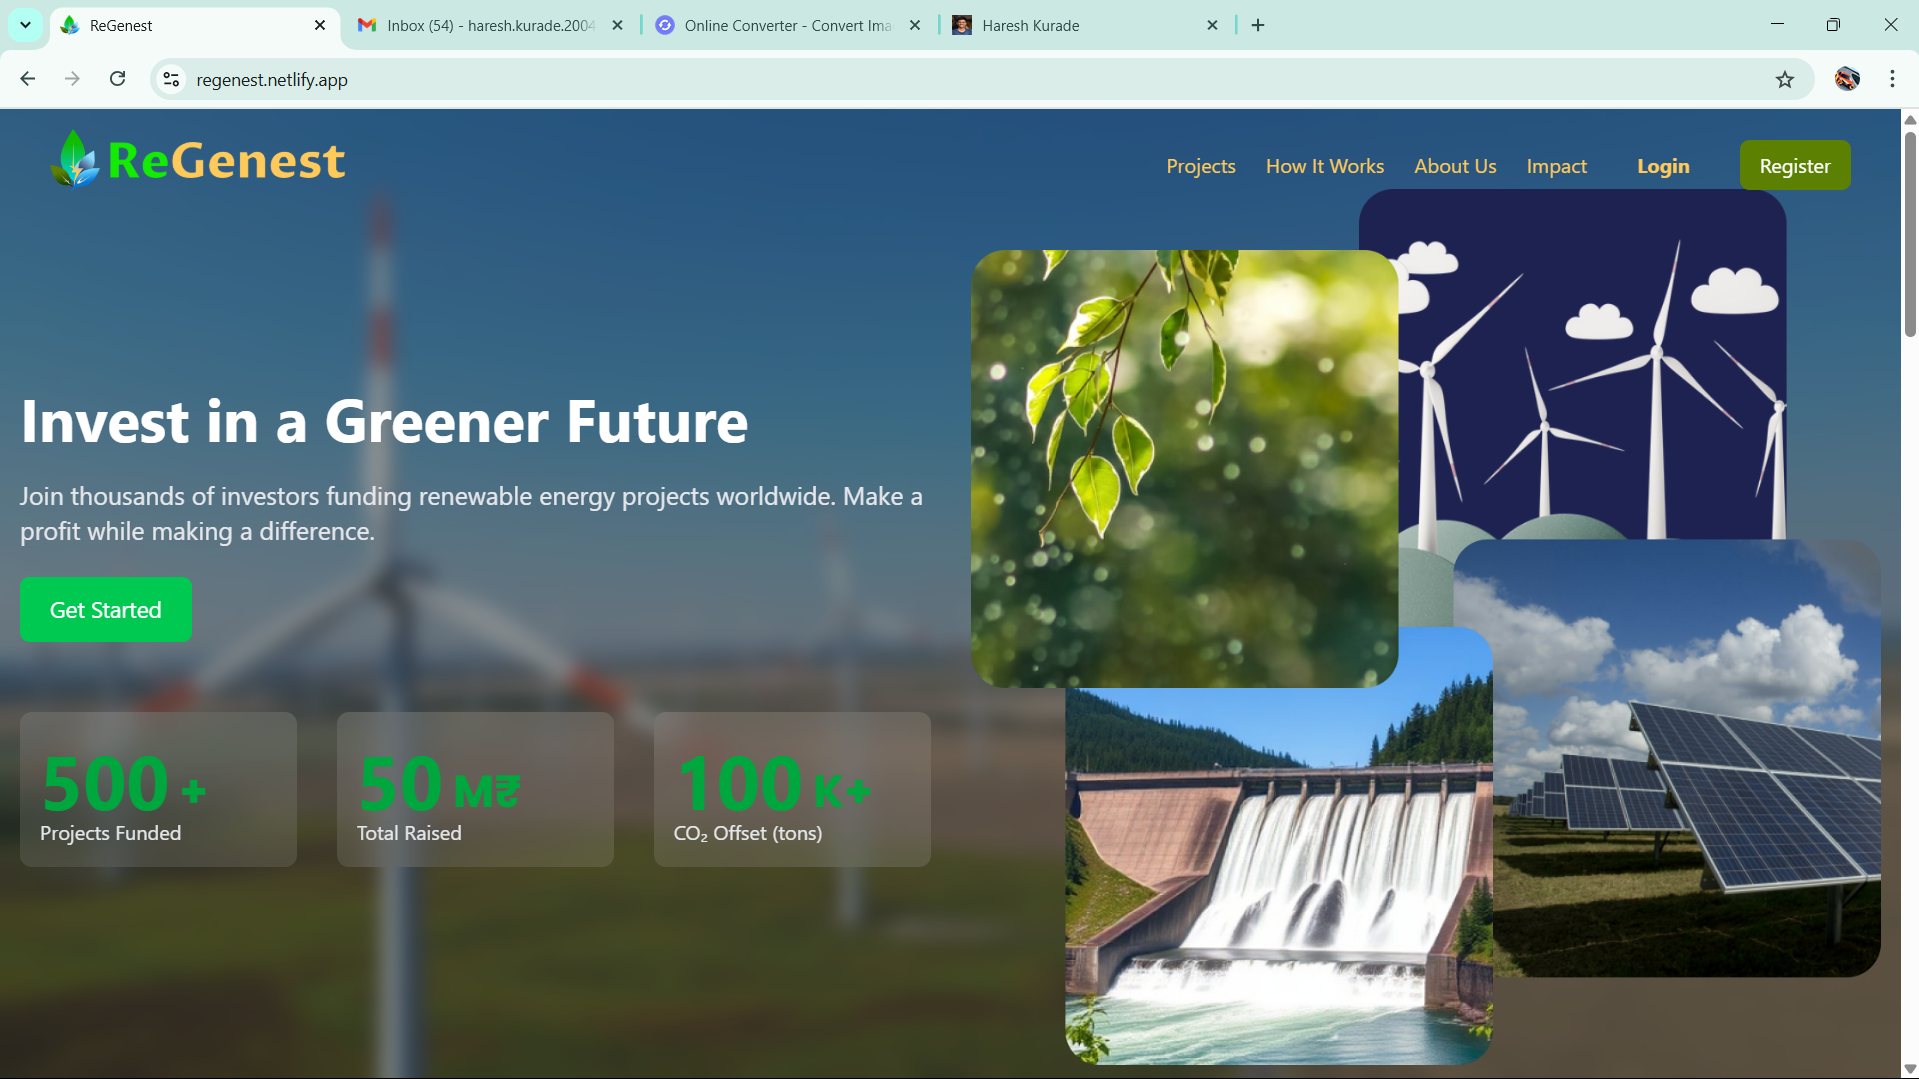 ReGenest
Inbox (54) - haresh.kurade.2004
Online Converter - Convert Ima
Haresh Kurade
regenest.netlify.app
ReGenest
Projects
How It Works
About Us
Impact
Login
Register
Invest in a Greener Future
Join thousands of investors funding renewable energy projects worldwide. Make a
profit while making a difference.
Get Started
500 +
Projects Funded
50 M₹
Total Raised
100 K+
CO₂ Offset (tons)